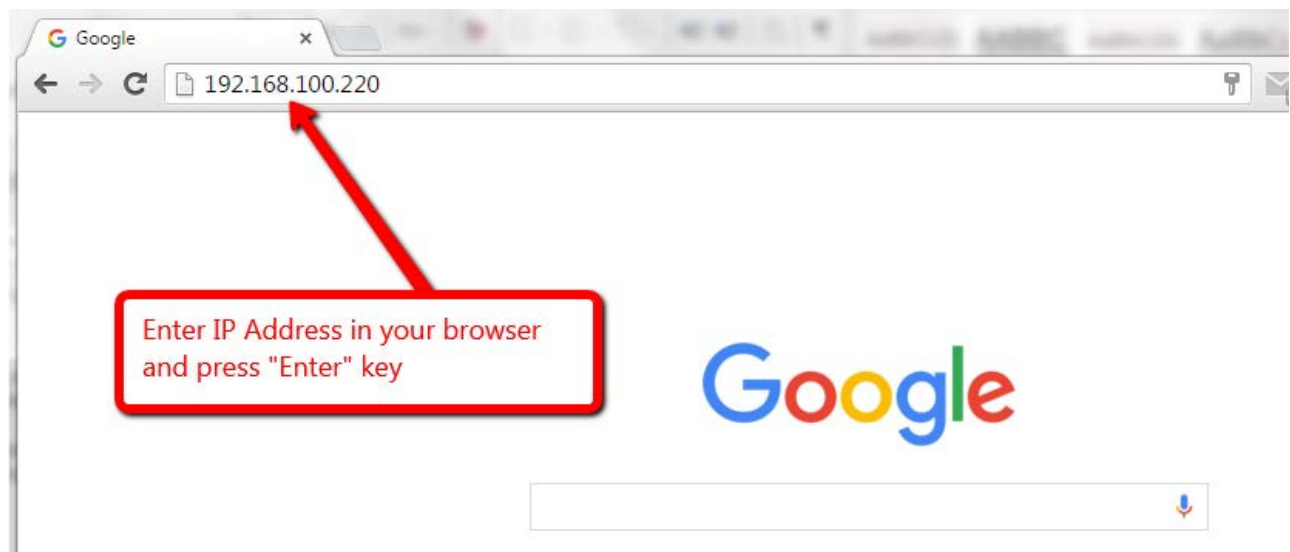 Google
192.168.100.220
Enter IP Address in your browser
and press "Enter" key
Google